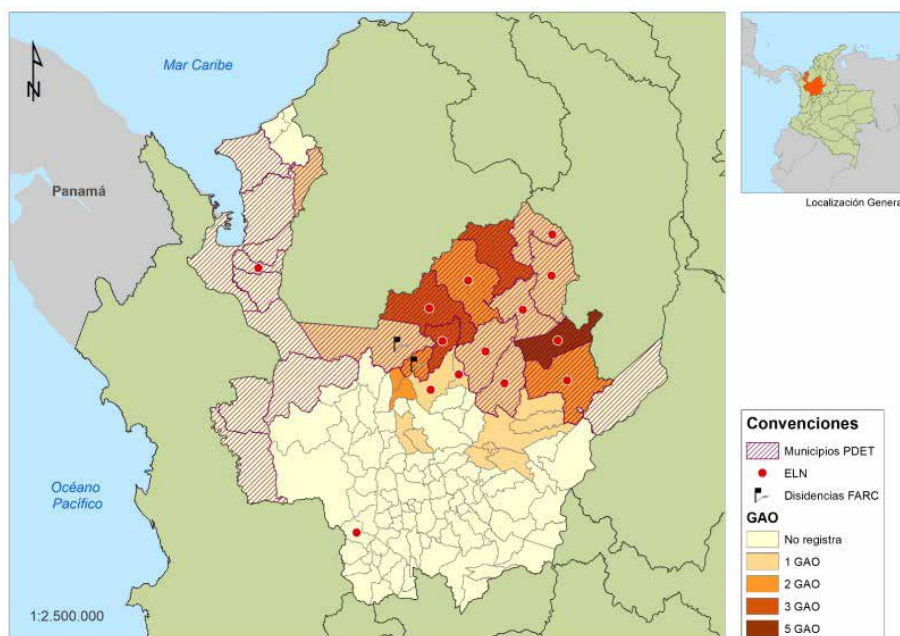 Mar Caribe
N
Panamá
Océano
Pacífico
1:2.500.000
Localización Genera
Convenciones
Municipios PDET
ELN
Disidencias FARC
GAO
No registra
1 GAO
2 GAO
3 GAO
5 GAO